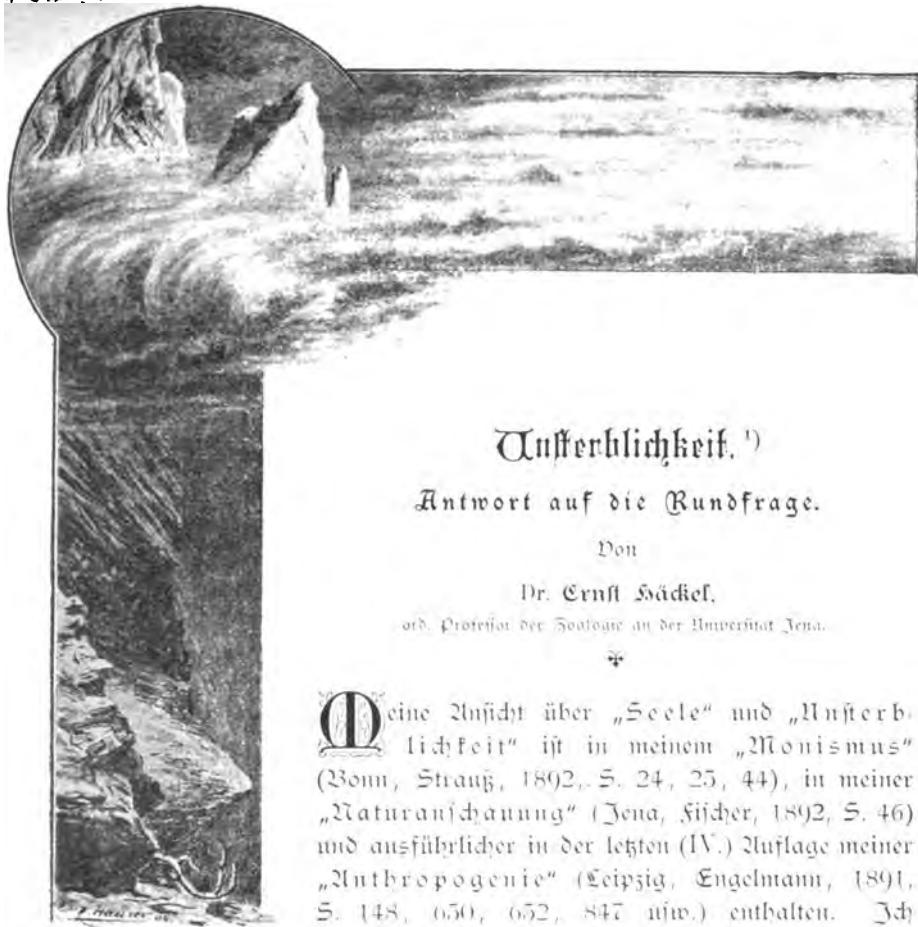 Unsterblichkeit. ¹)
Antwort auf die Rundfrage.
Von
Dr. Ernst Häckel,
ord. Professor der Zoologie an der Universität Jena.
Meine Ansicht über „Seele“ und „Unsterb-
lichkeit“ ist in meinem „Monismus“
(Bonn, Strauß, 1892, S. 24, 25, 44), in meiner
„Naturanschauung“ (Jena, Fischer, 1892, S. 46)
und ausführlicher in der letzten (IV.) Auflage meiner
„Anthropogenie“ (Leipzig, Engelmann, 1891,
S. 148, 650, 652, 847 usw.) enthalten. Ich